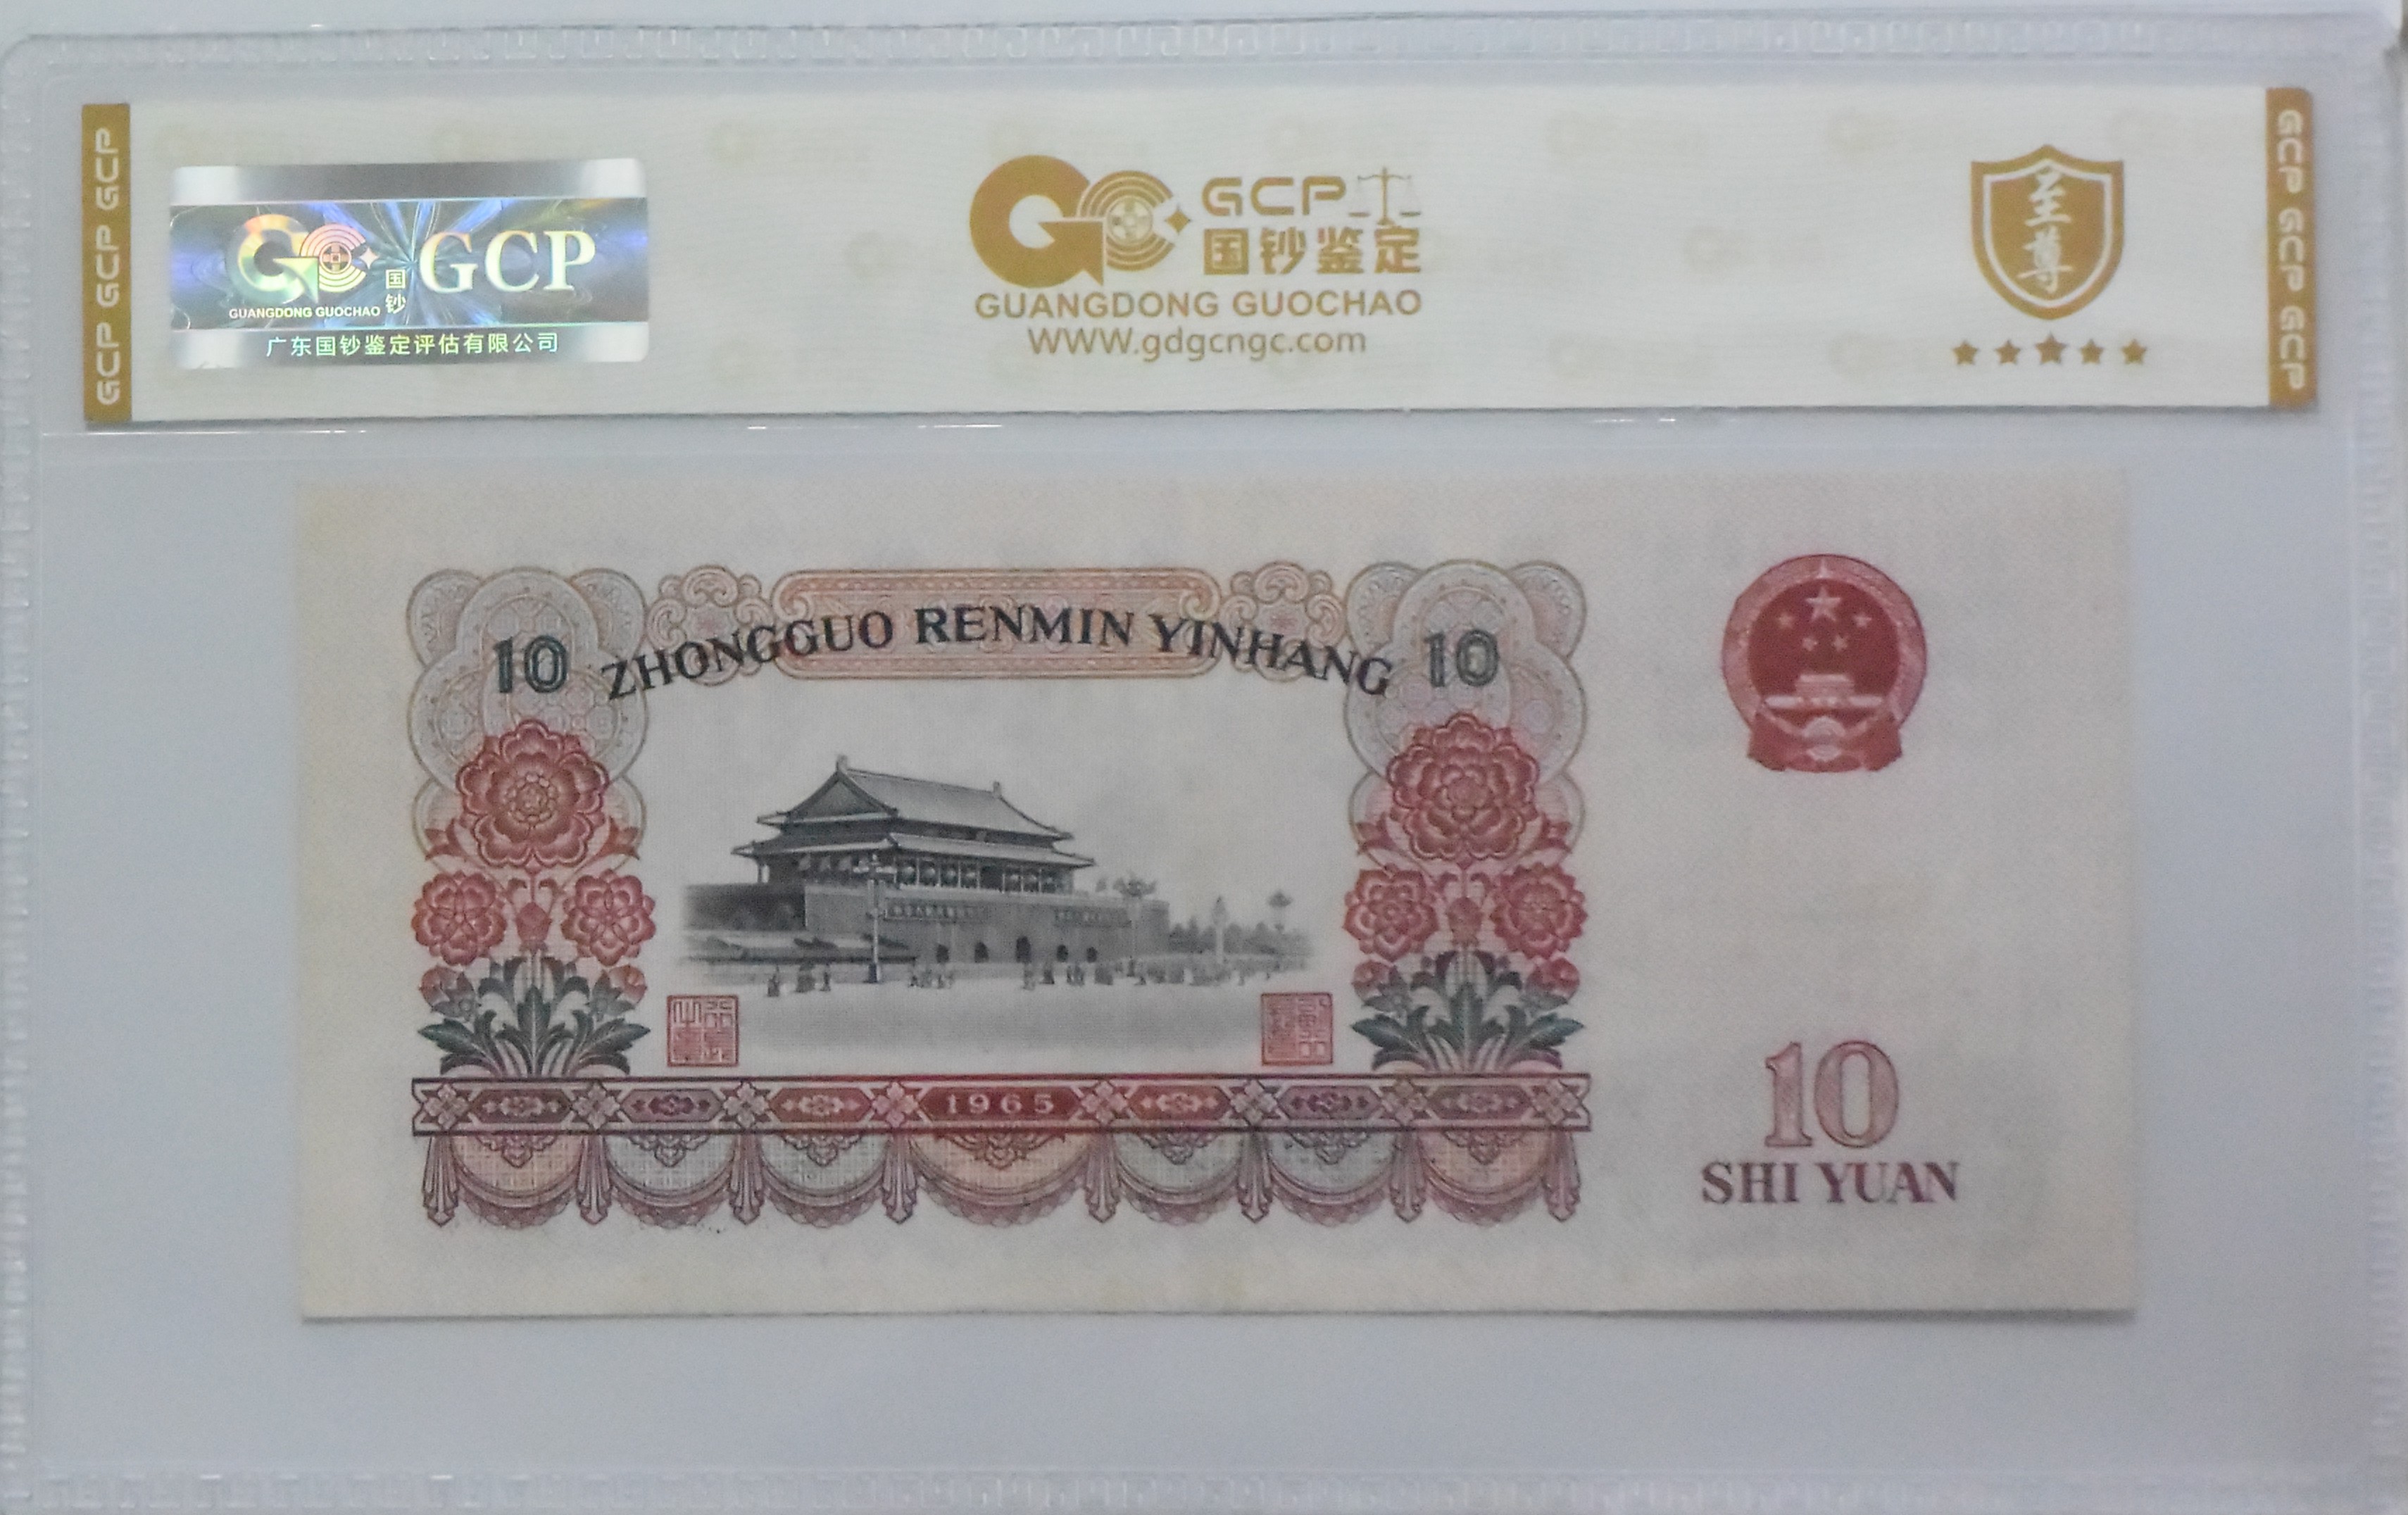 GCP GCP GCP
GUANGDONG GUOCHAO
国钞
GCP
广东国钞鉴定评估有限公司
GCP
国钞鉴定
GUANGDONG GUOCHAO
WWW.gdgcngc.com
至尊
GCP GCP GCP
10 ZHONGGUO RENMIN YINHANG 10
1965
10
SHI YUAN